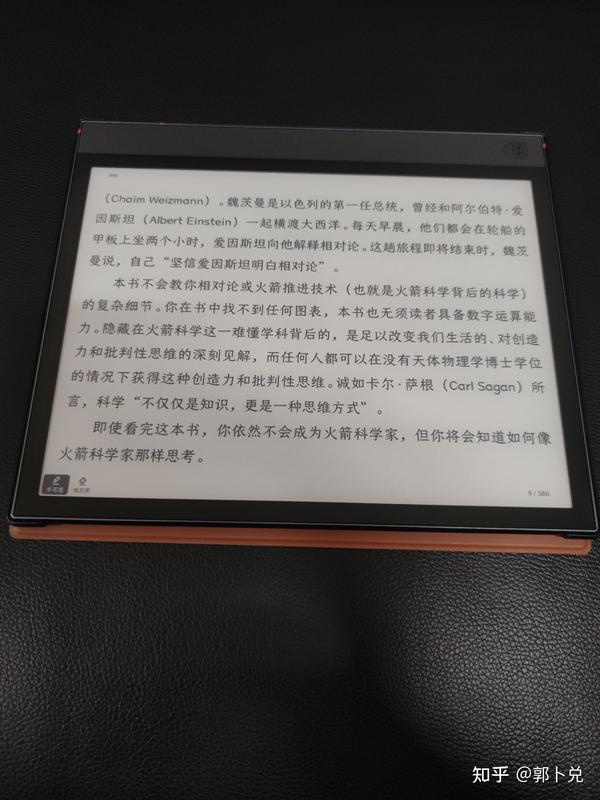 （Chaim Weizmann）。魏茨曼是以色列的第一任总统，曾经和阿尔伯特·爱
因斯坦（Albert Einstein）一起横渡大西洋。每天早晨，他们都会在轮船的
甲板上坐两个小时，爱因斯坦向他解释相对论。这趟旅程即将结束时，魏茨
曼说，自己“坚信爱因斯坦明白相对论”。
本书不会教你相对论或火箭推进技术（也就是火箭科学背后的科学）
的复杂细节。你在书中找不到任何图表，本书也无须读者具备数字运算能
力。隐藏在火箭科学这一难懂学科背后的，是足以改变我们生活的、对创造
力和批判性思维的深刻见解，而任何人都可以在没有天体物理学博士学位
的情况下获得这种创造力和批判性思维。诚如卡尔·萨根（Carl Sagan）所
言，科学“不仅仅是知识，更是一种思维方式”。
即使看完这本书，你依然不会成为火箭科学家，但你将会知道如何像
火箭科学家那样思考。
手写笔
9 / 586
知乎 @郭卜兑